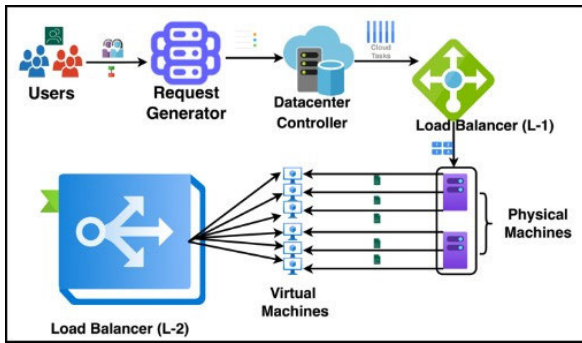 Users
Request
Generator
Datacenter
Controller
Cloud
Tasks
Load Balancer (L-1)
Physical
Machines
Virtual
Machines
Load Balancer (L-2)